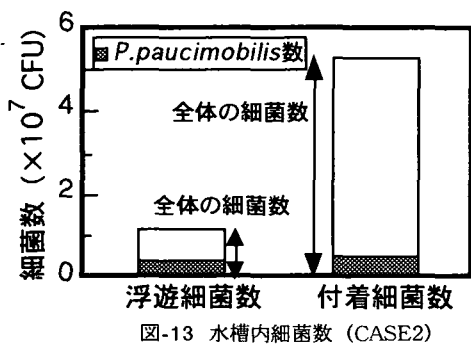 細菌数 (×10⁷ CFU)
6
4
2
0
P.paucimobilis数
全体の細菌数
全体の細菌数
浮遊細菌数 付着細菌数
図-13 水槽内細菌数 (CASE2)